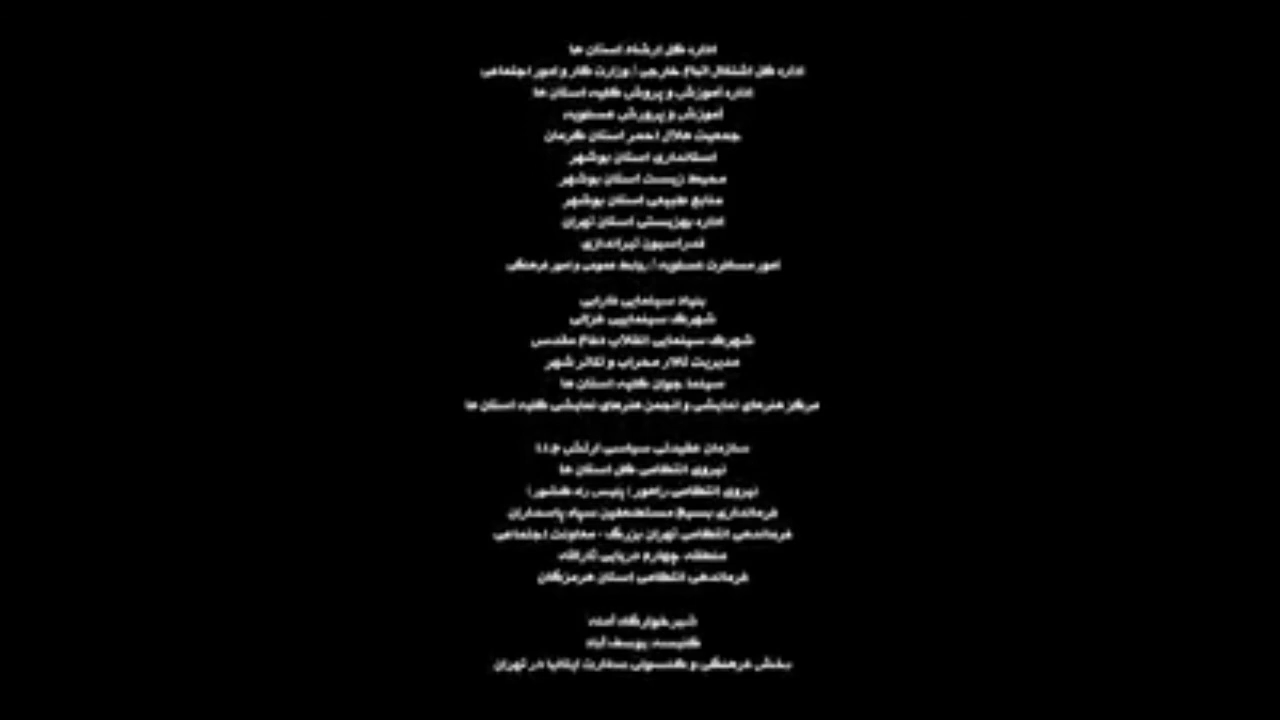 اداره کل ارشاد استان ها
اداره کل اشتغال اتباع خارجی / وزارت کار و امور اجتماعی
اداره آموزش و پروش کلیه استان ها
آموزش و پرورش عسلویه
جمعیت هلال احمر استان کرمان
استانداری استان بوشهر
محیط زیست استان بوشهر
منابع طبیعی استان بوشهر
اداره بهزیستی استان تهران
فدراسیون تیراندازی
امور مسافرت عسلویه / روابط عمومی و امور فرهنگی
بنیاد سینمایی فارابی
شهرک سینمایی غزالی
شهرک سینمایی انقلاب دفاع مقدس
مدیریت تالار محراب و تئاتر شهر
سینما جوان کلیه استان ها
مرکز هنرهای نمایشی و انجمن هنرهای نمایشی کلیه استان ها
سازمان عقیدتی سیاسی ارتش ج.ا.ا
نیروی انتظامی کل استان ها
نیروی انتظامی راهور ( پلیس راه کشور )
فرمانداری بسیج مستضعفین سپاه پاسداران
فرماندهی انتظامی تهران بزرگ - معاونت اجتماعی
منطقه چهارم دریایی ثارالله
فرماندهی انتظامی استان هرمزگان
شیرخوارگاه آمنه
کلیسا یوسف آباد
بخش فرهنگی و کنسولی سفارت ایتالیا در تهران